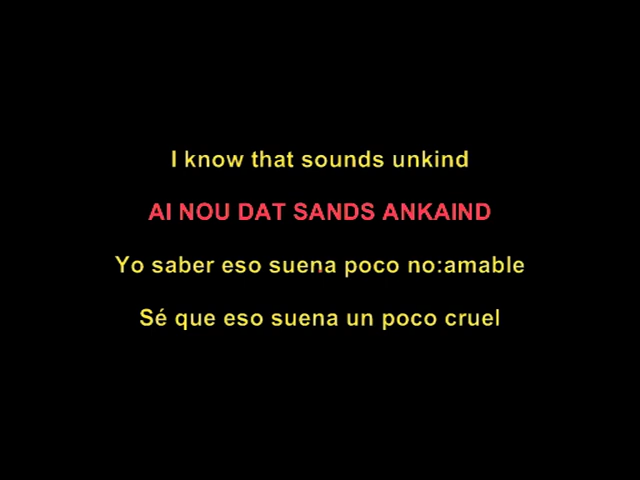 I know that sounds unkind
AI NOU DAT SANDS ANKAIND
Yo saber eso suena poco no:amable
Sé que eso suena un poco cruel